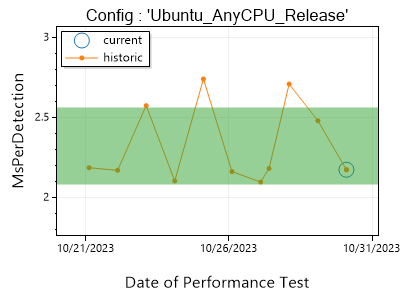 Config : 'Ubuntu_AnyCPU_Release'
current
historic
3
2.5
2
MsPerDetection
10/21/2023
10/26/2023
10/31/2023
Date of Performance Test